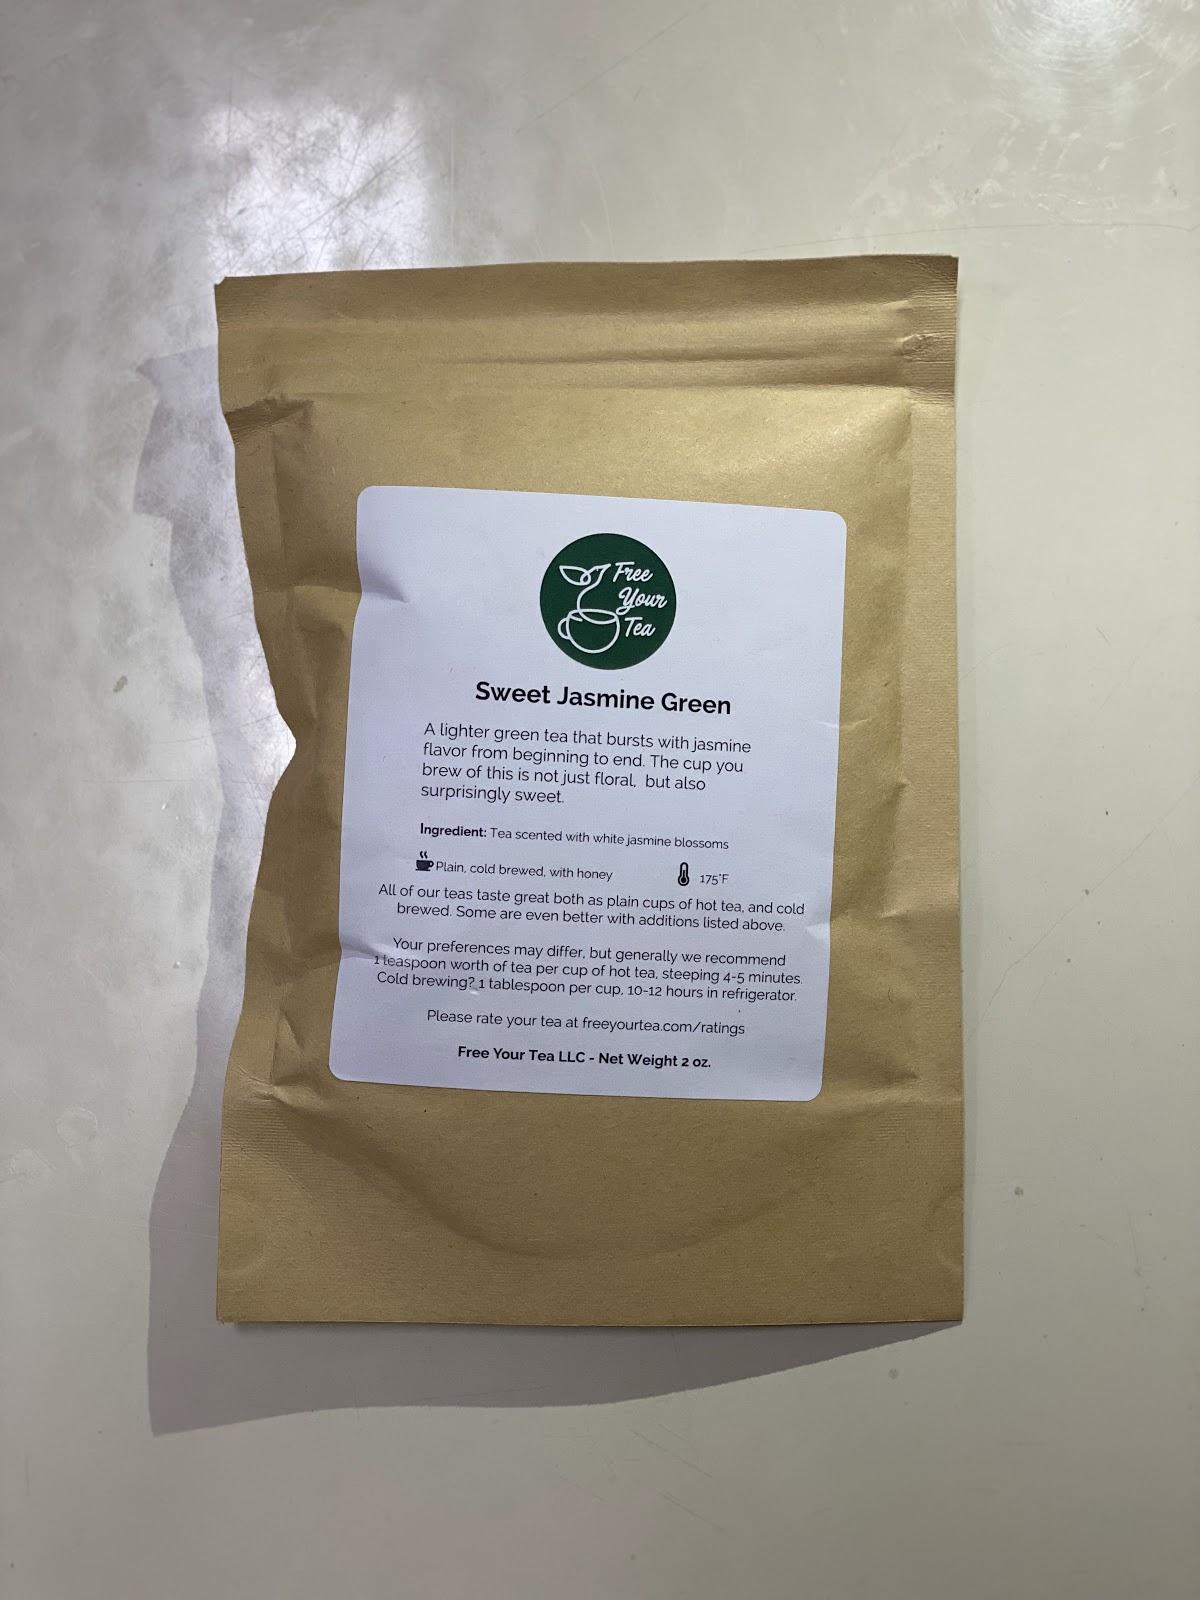 Free
Your
Tea
Sweet Jasmine Green
A lighter green tea that bursts with jasmine
flavor from beginning to end. The cup you
brew of this is not just floral, but also
surprisingly sweet.
Ingredient: Tea scented with white jasmine blossoms
Plain, cold brewed, with honey 175°F
All of our teas taste great both as plain cups of hot tea, and cold
brewed. Some are even better with additions listed above.
Your preferences may differ, but generally we recommend
1 teaspoon worth of tea per cup of hot tea, steeping 4-5 minutes.
Cold brewing? 1 tablespoon per cup, 10-12 hours in refrigerator.
Please rate your tea at freeyourtea.com/ratings
Free Your Tea LLC - Net Weight 2 oz.